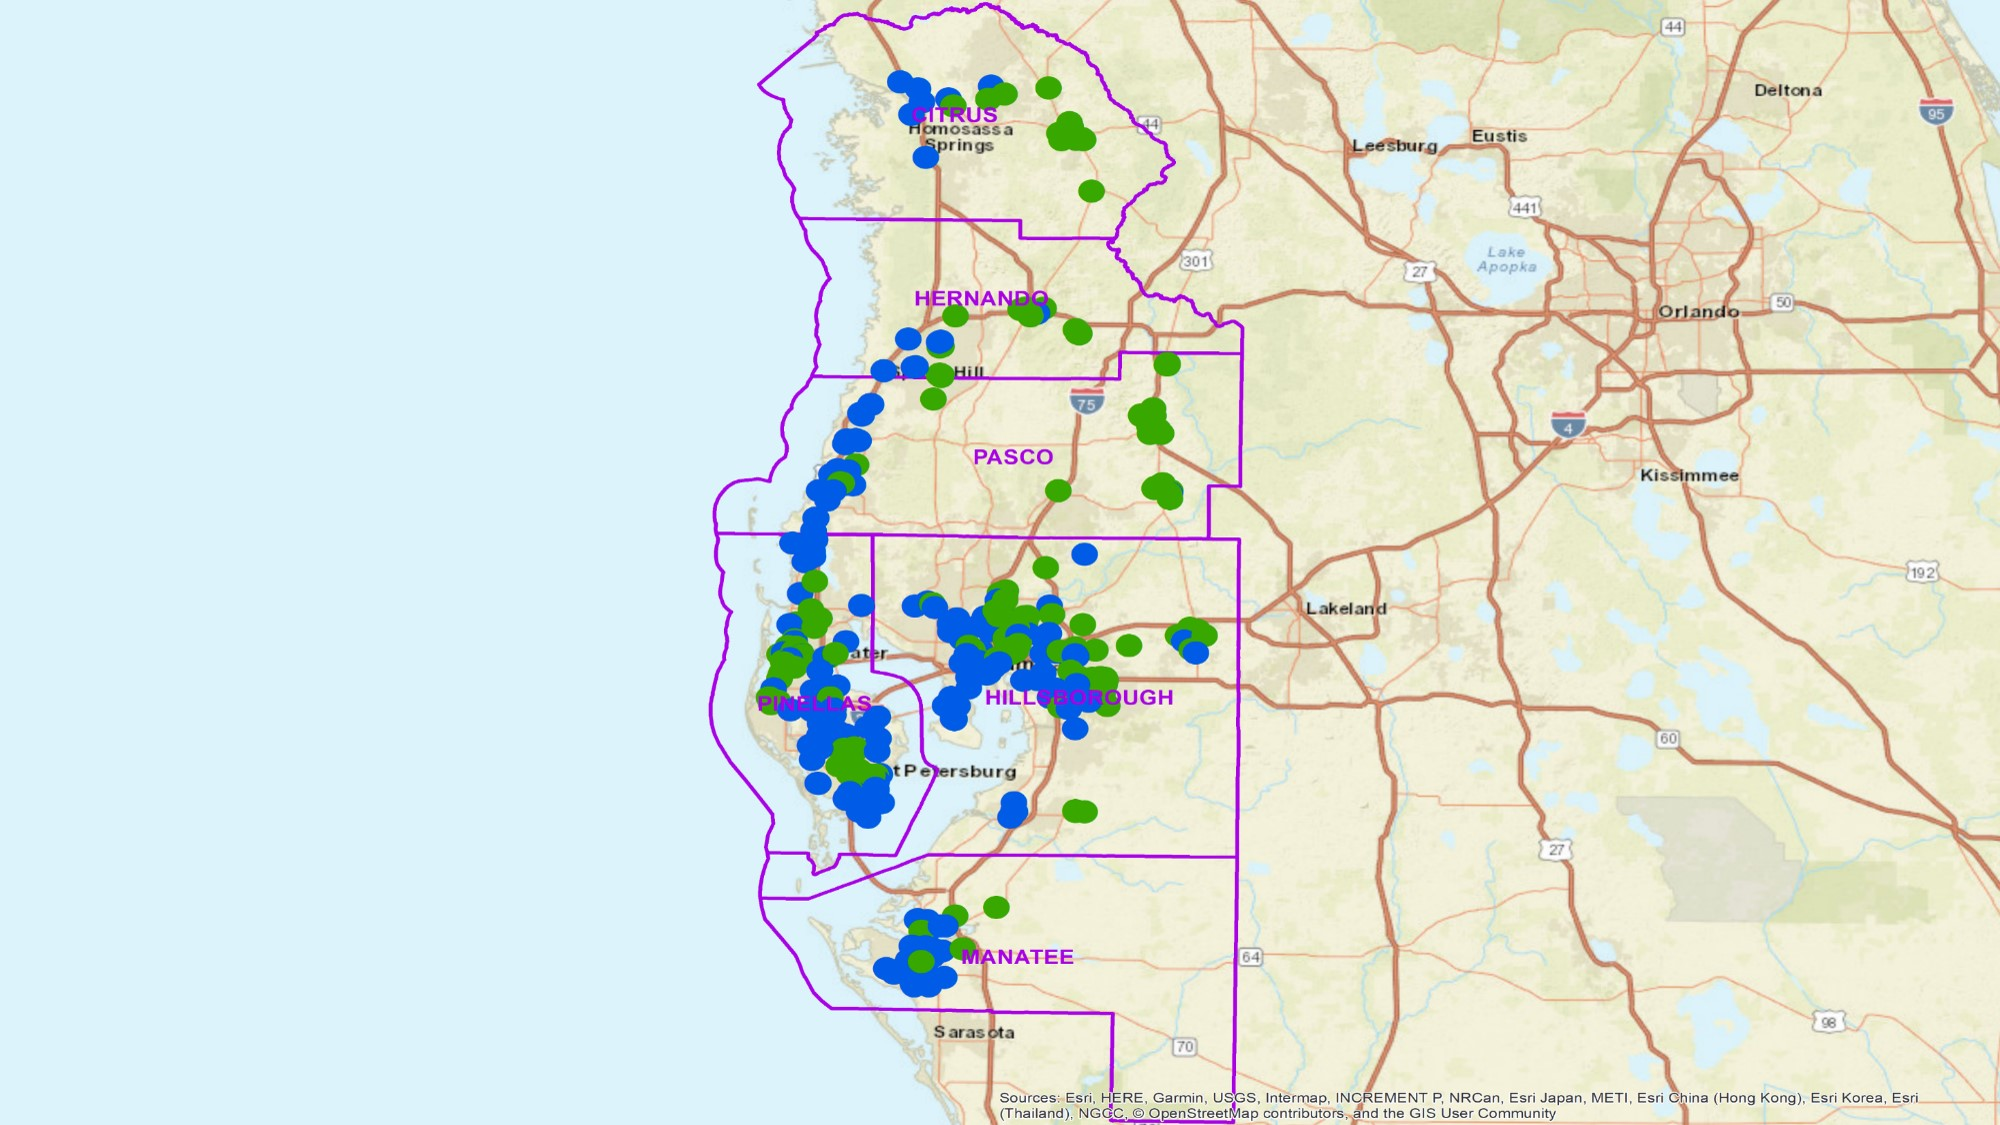 44
Deltona
95
CITRUS
Homosassa
Springs
44
Leesburg
Eustis
441
Lake
Apopka
301
27
HERNANDO
50
Orlando
Hill
75
4
PASCO
Kissimmee
192
Lakeland
ater
HILLSBOROUGH
PINELLAS
60
t Petersburg
27
MANATEE
64
98
Sarasota
70
Sources: Esri, HERE, Garmin, USGS, Intermap, INCREMENT P, NRCan, Esri Japan, METI, Esri China (Hong Kong), Esri Korea, Esri
(Thailand), NGCC, © OpenStreetMap contributors, and the GIS User Community